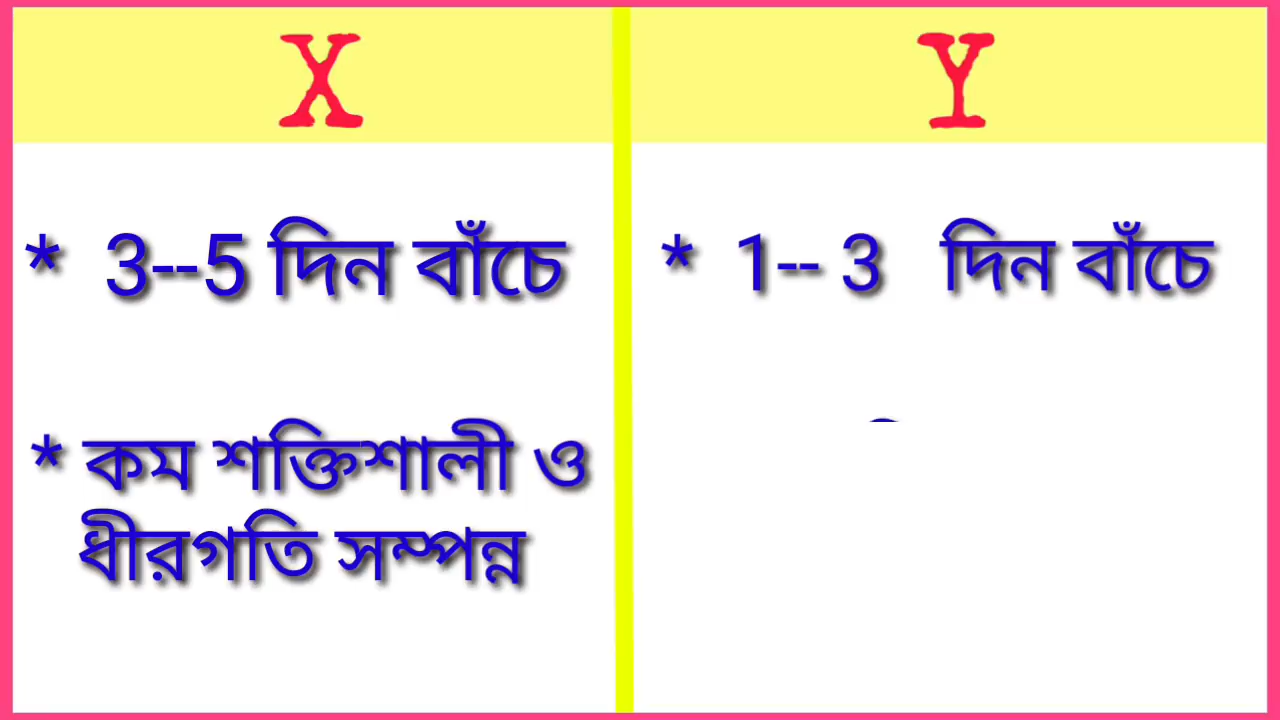 X
Y
* 3--5 দিন বাঁচে
* 1-- 3 দিন বাঁচে
* কম শক্তিশালী ও
ধীরগতি সম্পন্ন